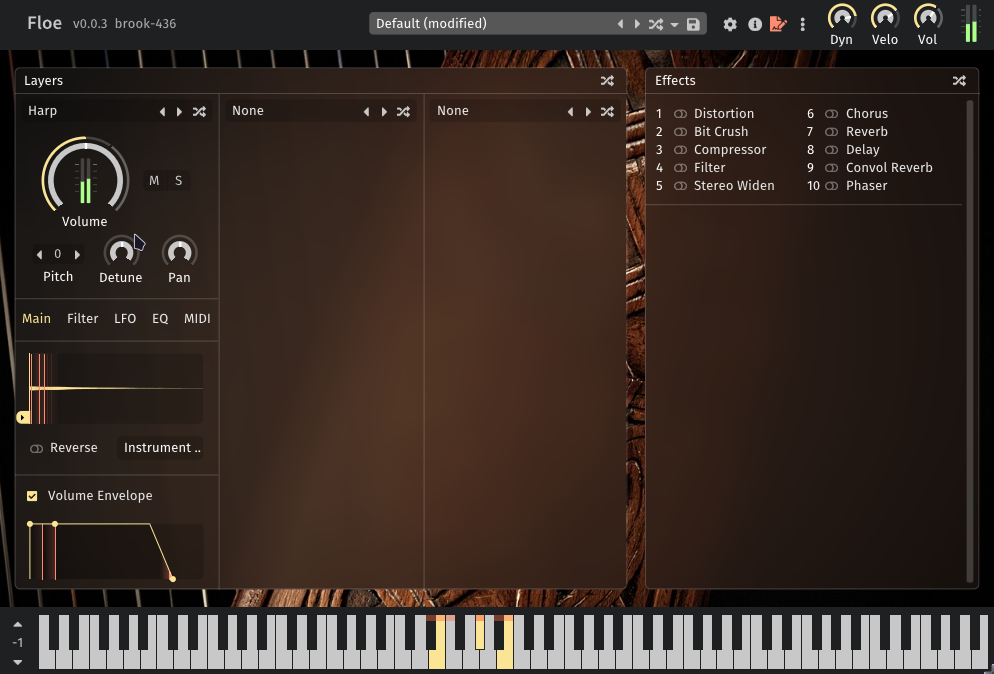 Floe v0.0.3 brook-436
Default (modified)
Dyn Velo Vol
Layers
Harp
None
None
M S
Volume
0
Pitch Detune Pan
Main Filter LFO EQ MIDI
Reverse Instrument ..
Volume Envelope
Effects
1 Distortion 6 Chorus
2 Bit Crush 7 Reverb
3 Compressor 8 Delay
4 Filter 9 Convol Reverb
5 Stereo Widen 10 Phaser
-1